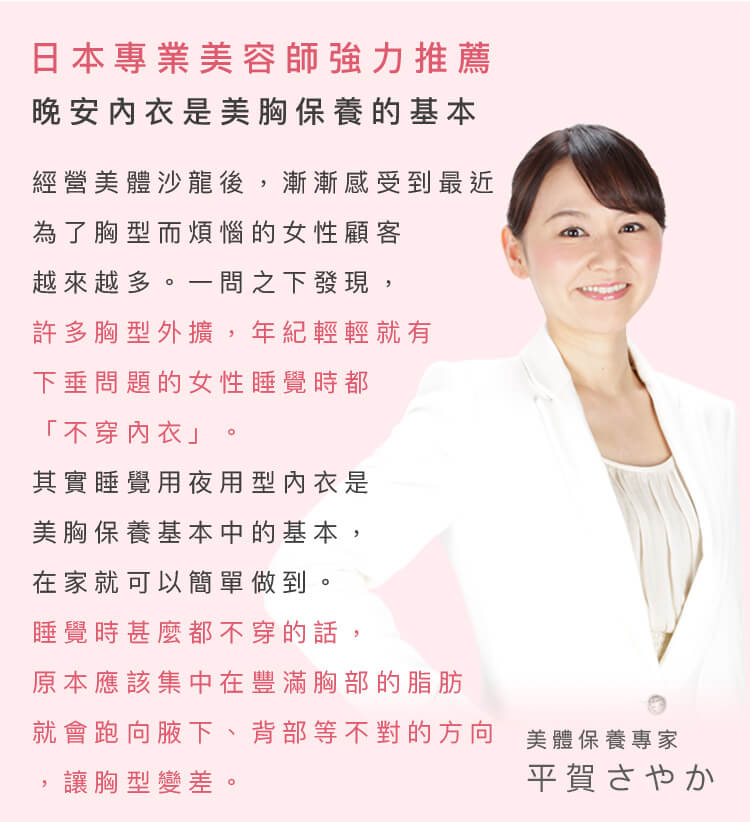 日本專業美容師強力推薦
晚安內衣是美胸保養的基本
經營美體沙龍後，漸漸感受到最近
為了胸型而煩惱的女性顧客
越來越多。一問之下發現，
許多胸型外擴，年紀輕輕就有
下垂問題的女性睡覺時都
「不穿內衣」。
其實睡覺用夜用型內衣是
美胸保養基本中的基本，
在家就可以簡單做到。
睡覺時甚麼都不穿的話，
原本應該集中在豐滿胸部的脂肪
就會跑向腋下、背部等不對的方向
，讓胸型變差。
美體保養專家
平賀さやか